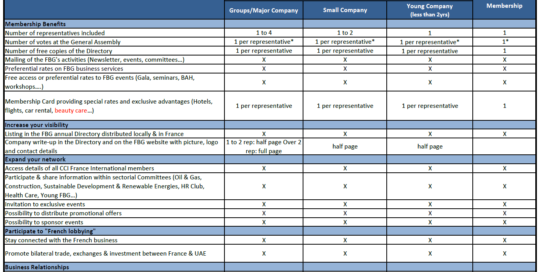 Groups/Major Company Small Company Young Company (less than 2yrs) Membership
Membership Benefits
Number of representatives included 1 to 4 1 to 2 1 1
Number of votes at the General Assembly 1 per representative* 1 per representative* 1 per representative* 1*
Number of free copies of the Directory 1 per representative 1 per representative 1 per representative 1
Mailing of the FBG's activities (Newsletter, events, committees...) X X X X
Preferential rates on FBG business services X X X X
Free access or preferential rates to FBG events (Gala, seminars, BAH,
workshops….) X X X X
Membership Card providing special rates and exclusive advantages (Hotels,
flights, car rental, beauty care…) 1 per representative 1 per representative 1 per representative 1
Increase your visibility
Listing in the FBG annual Directory distributed locally & in France X X X X
Company write-up in the Directory and on the FBG website with picture, logo
and contact details 1 to 2 rep: half page Over 2 rep: full page half page half page
Expand your network
Access details of all CCI France International members X X X X
Participate & share information within sectorial Committees (Oil & Gas,
Construction, Sustainable Development & Renewable Energies, HR Club,
Health Care, Young FBG…) X X X X
Invitation to exclusive events X X X X
Possibility to distribute promotional offers X X X X
Possibility to sponsor events X X X X
Participate to "French lobbying"
Stay connected with the French business X X X X
Promote bilateral trade, exchanges & investment between France & UAE X X X X
Business Relationships